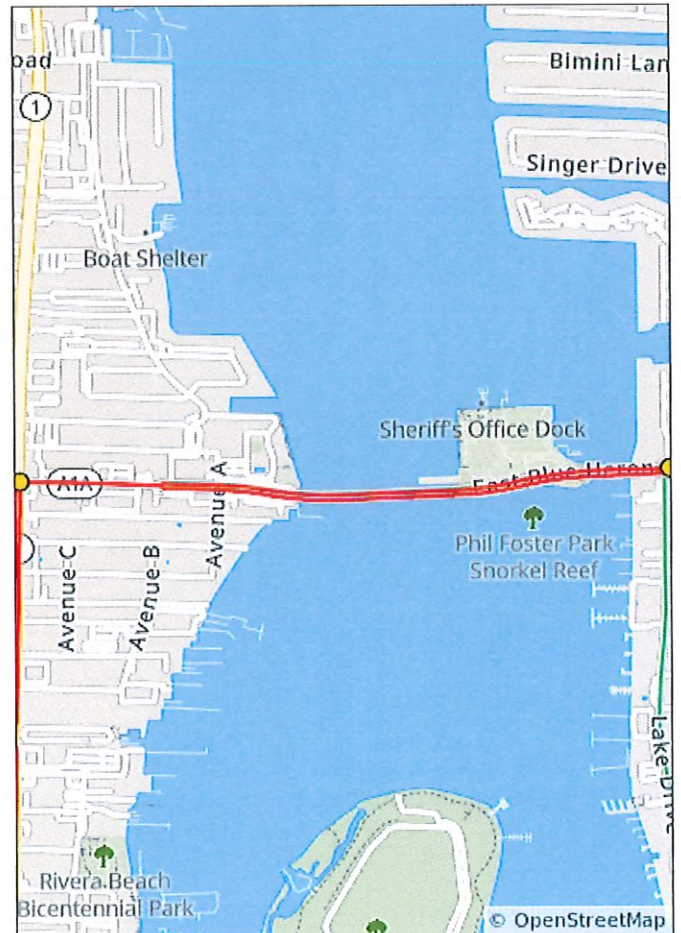 oad
Bimini Lan
1
Singer Drive
Boat Shelter
Sheriff's Office Dock
East Blue Heron
A1A
Avenue A
Phil Foster Park
Snorkel Reef
Avenue C
Avenue B
Lake Drive
Rivera Beach
Bicentennial Park
© OpenStreetMap